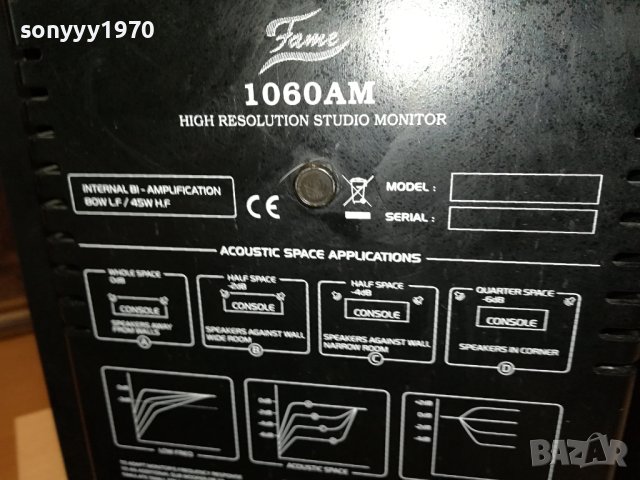 sonyyy1970
Fame
1060AM
HIGH RESOLUTION STUDIO MONITOR
INTERNAL BI - AMPLIFICATION
80W L.F / 45W H.F
CE
MODEL :
SERIAL :
ACOUSTIC SPACE APPLICATIONS
WHOLE SPACE
0dB
CONSOLE
SPEAKERS AWAY
FROM WALLS
A
HALF SPACE
-2dB
CONSOLE
SPEAKERS AGAINST WALL
WIDE ROOM
B
HALF SPACE
-4dB
CONSOLE
SPEAKERS AGAINST WALL
NARROW ROOM
C
QUARTER SPACE
-6dB
CONSOLE
SPEAKERS IN CORNER
D
LOW FREQ
ACOUSTIC SPACE
BAZAR